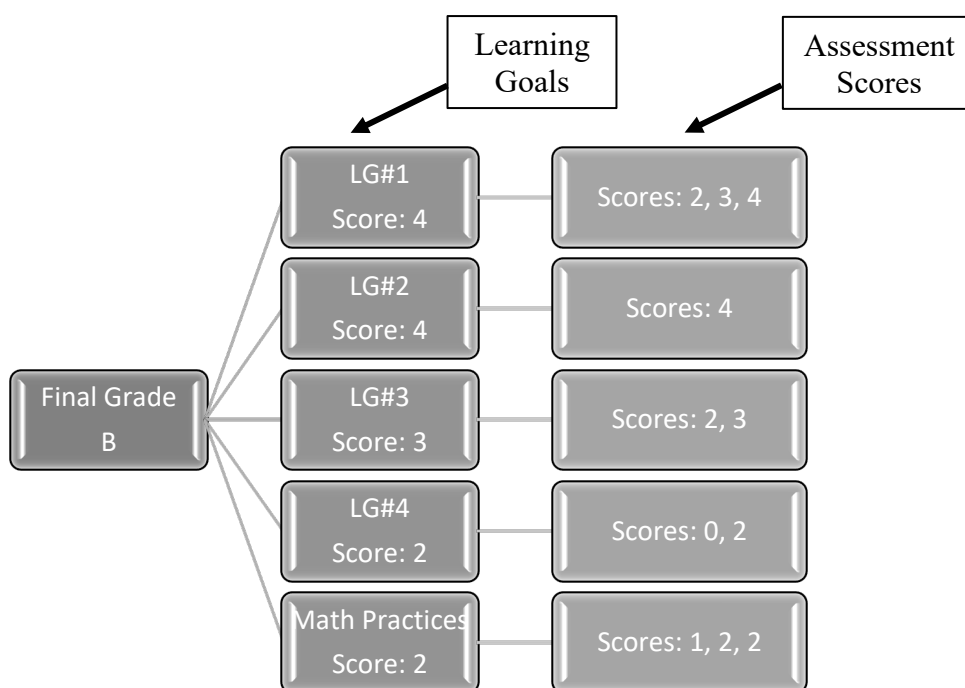 Learning
Goals
Assessment
Scores
LG#1
Score: 4
Scores: 2, 3, 4
LG#2
Score: 4
Scores: 4
Final Grade
B
LG#3
Score: 3
Scores: 2, 3
LG#4
Score: 2
Scores: 0, 2
Math Practices
Score: 2
Scores: 1, 2, 2